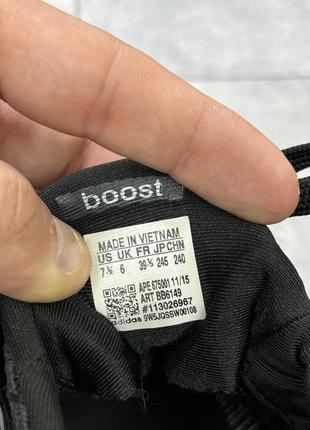 boost
MADE IN VIETNAM
US UK FR JP CHN
7½ 6 39⅓ 245 240
APE 675001 11/15
ART BB6149
#113026967
adidas 9W5JQSSW00108